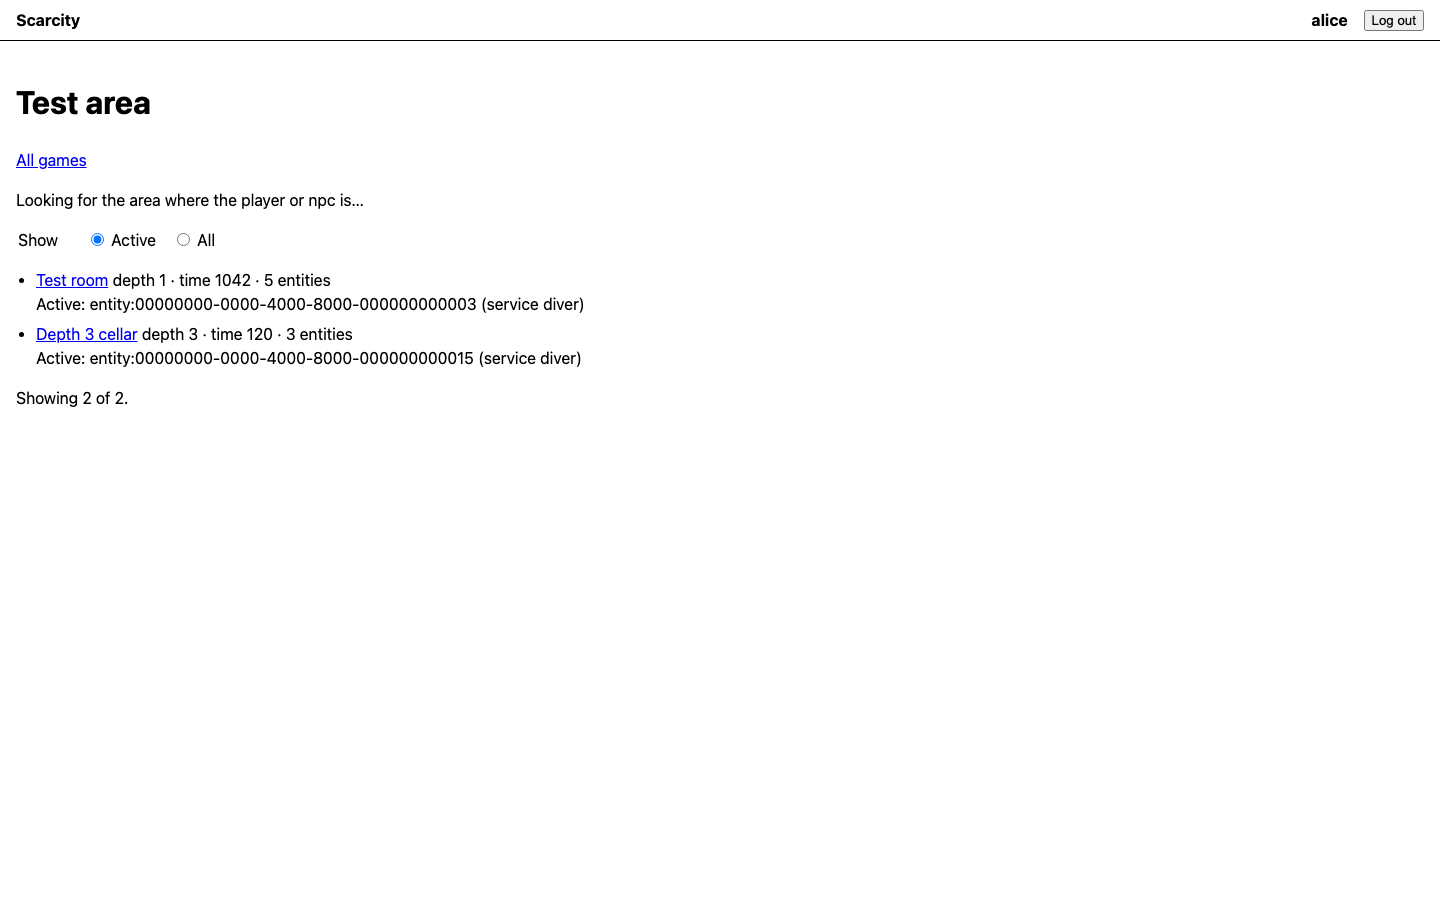 Scarcity
alice
Log out
Test area
All games
Looking for the area where the player or npc is...
Show
Active
All
Test room depth 1 · time 1042 · 5 entities
Active: entity:00000000-0000-4000-8000-000000000003 (service diver)
Depth 3 cellar depth 3 · time 120 · 3 entities
Active: entity:00000000-0000-4000-8000-000000000015 (service diver)
Showing 2 of 2.